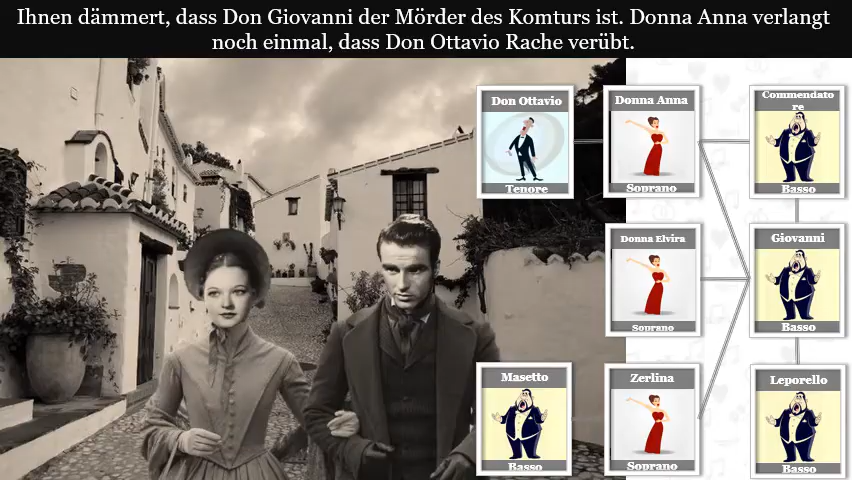 Ihnen dämmert, dass Don Giovanni der Mörder des Komturs ist. Donna Anna verlangt
noch einmal, dass Don Ottavio Rache verübt.
Don Ottavio
Tenore
Donna Anna
Soprano
Commendato
re
Basso
Donna Elvira
Soprano
Giovanni
Basso
Masetto
Basso
Zerlina
Soprano
Leporello
Basso